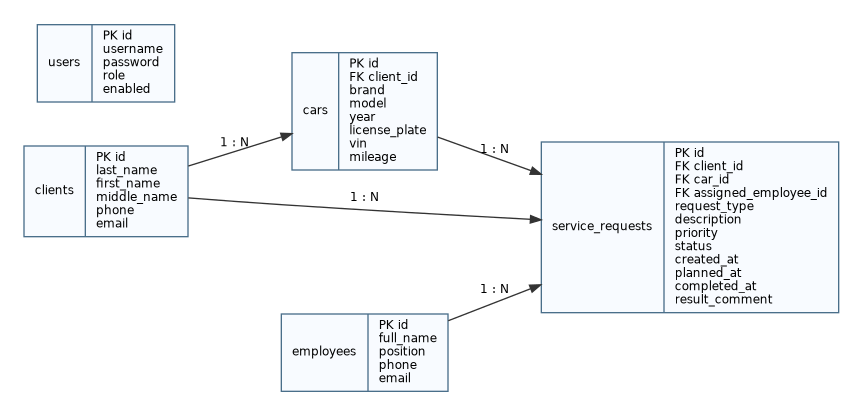 users
PK id
username
password
role
enabled
clients
PK id
last_name
first_name
middle_name
phone
email
1 : N
cars
PK id
FK client_id
brand
model
year
license_plate
vin
mileage
1 : N
1 : N
employees
PK id
full_name
position
phone
email
1 : N
service_requests
PK id
FK client_id
FK car_id
FK assigned_employee_id
request_type
description
priority
status
created_at
planned_at
completed_at
result_comment